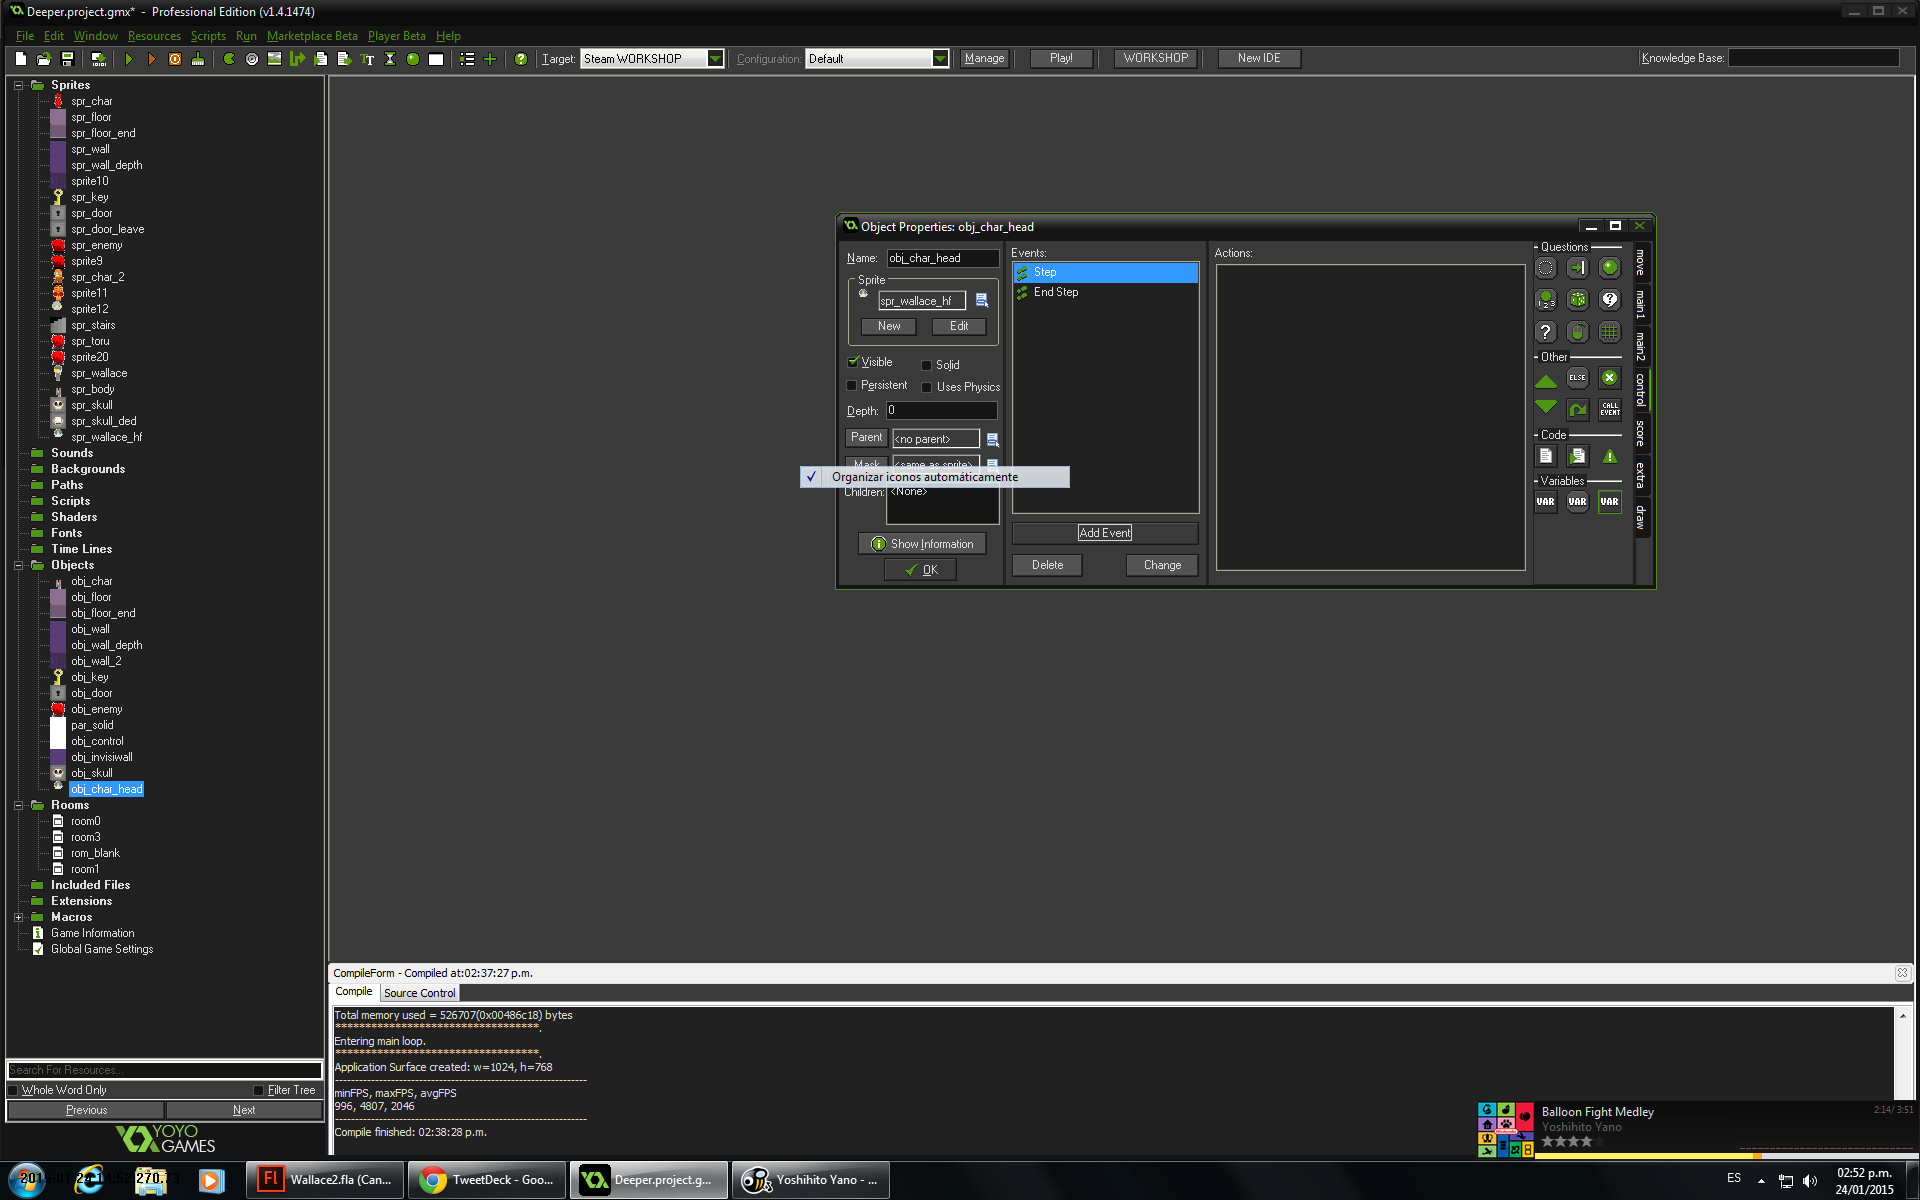 Deeper.project.gmx* - Professional Edition (v1.4.1474)
File Edit Window Resources Scripts Run Marketplace Beta Player Beta Help
Target: Steam WORKSHOP Configuration: Default Manage Play! WORKSHOP New IDE Knowledge Base:
Sprites
spr_char
spr_floor
spr_floor_end
spr_wall
spr_wall_depth
sprite10
spr_key
spr_door
spr_door_leave
spr_enemy
sprite9
spr_char_2
sprite11
sprite12
spr_stairs
spr_toru
sprite20
spr_wallace
spr_body
spr_skull
spr_skull_ded
spr_wallace_hf
Sounds
Backgrounds
Paths
Scripts
Shaders
Fonts
Time Lines
Objects
obj_char
obj_floor
obj_floor_end
obj_wall
obj_wall_depth
obj_wall_2
obj_key
obj_door
obj_enemy
par_solid
obj_control
obj_invisiwall
obj_skull
obj_char_head
Rooms
room0
room3
rom_blank
room1
Included Files
Extensions
Macros
Game Information
Global Game Settings
Search For Resources...
Whole Word Only Filter Tree
Previous Next
YOYO
GAMES
Object Properties: obj_char_head
Name: obj_char_head
Sprite
spr_wallace_hf
New Edit
Visible Solid
Persistent Uses Physics
Depth: 0
Parent <no parent>
Mask <same as sprite>
Organizar iconos automáticamente
Children: <None>
Show Information
OK
Events:
Step
End Step
Add Event
Delete Change
Actions:
Questions
1 2 3
?
?
Other
ELSE
CALL
EVENT
Code
Variables
VAR VAR VAR
move
main1
main2
control
score
extra
draw
CompileForm - Compiled at:02:37:27 p.m.
Compile Source Control
Total memory used = 526707(0x00486c18) bytes
**********************************.
Entering main loop.
**********************************.
Application Surface created: w=1024, h=768
minFPS, maxFPS, avgFPS
996, 4807, 2046
Compile finished: 02:38:28 p.m.
Balloon Fight Medley 2:14/ 3:51
Yoshihito Yano
Wallace2.fla (Can...
TweetDeck - Goo...
Deeper.project.g...
Yoshihito Yano - ...
ES
02:52 p.m.
24/01/2015